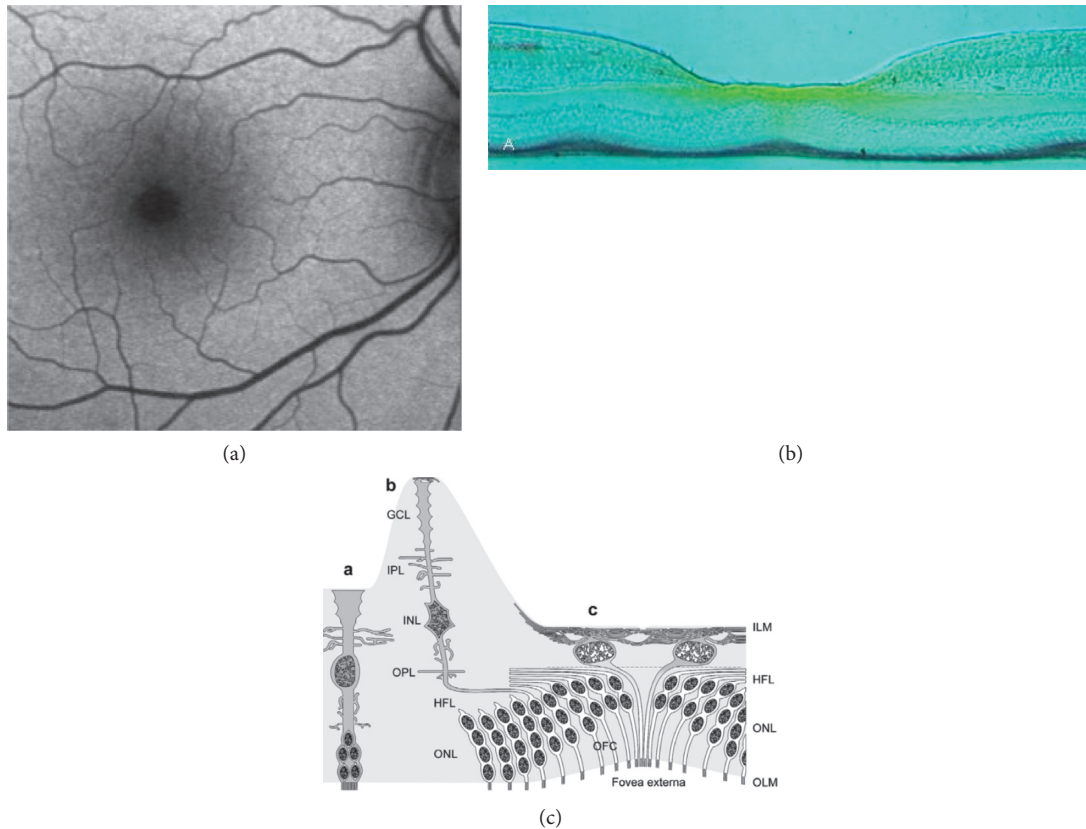 A
(a)
(b)
b
GCL
a
IPL
c
ILM
INL
OPL
HFL
HFL
ONL
ONL
OFC
Fovea externa
OLM
(c)